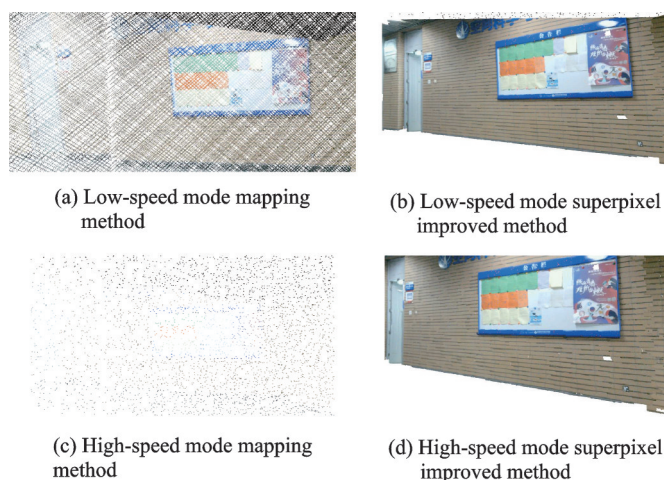 (a) Low-speed mode mapping
method
(b) Low-speed mode superpixel
improved method
(c) High-speed mode mapping
method
(d) High-speed mode superpixel
improved method